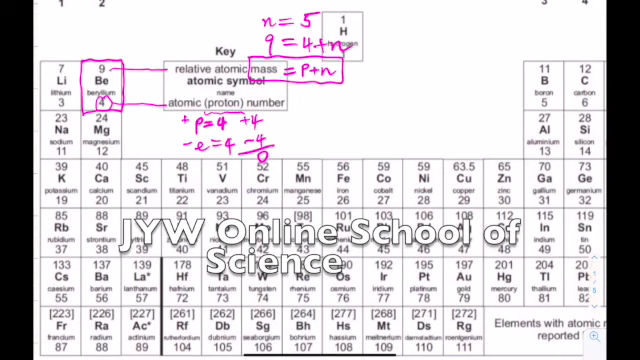 1 2 3 4
n = 5
9 = 4+n
1
H
hydrogen
Key
7 9 relative atomic mass = p+n 11 12
Li Be atomic symbol B C
lithium beryllium name boron carbon
3 4 atomic (proton) number 5 6
+ p = 4 +4
- e = 4 -4
0
23 24 27 28
Na Mg Al Si
sodium magnesium aluminium silicon
11 12 13 14
39 40 45 48 51 52 55 56 59 59 63.5 65 70 73
K Ca Sc Ti V Cr Mn Fe Co Ni Cu Zn Ga Ge
potassium calcium scandium titanium vanadium chromium manganese iron cobalt nickel copper zinc gallium germanium
19 20 21 22 23 24 25 26 27 28 29 30 31 32
85 88 89 91 93 [98] 101 103 106 108 112 115 119
Rb Sr In Sn
rubidium indium tin
37 38 39 40 44 45 46 47 48 49 50
JYW Online School of
Science
133 137 139 178 190 192 195 197 201 204
Cs Ba La* Hf Ta W Re Os Ir Pt Au Hg Tl
caesium barium lanthanum hafnium tantalum tungsten rhenium osmium iridium platinum gold mercury thallium
55 56 57 72 73 74 75 76 77 78 79 80 81 82
[223] [226] [227] [261] [262] [266] [264] [277] [268] [271] [272] Elements with atomic
Fr Ra Ac* Rf Db Sg Bh Hs Mt Ds Rg reported
francium radium actinium rutherfordium dubnium seaborgium bohrium hassium meitnerium darmstadtium roentgenium
87 88 89 104 105 106 107 108 109 110 111